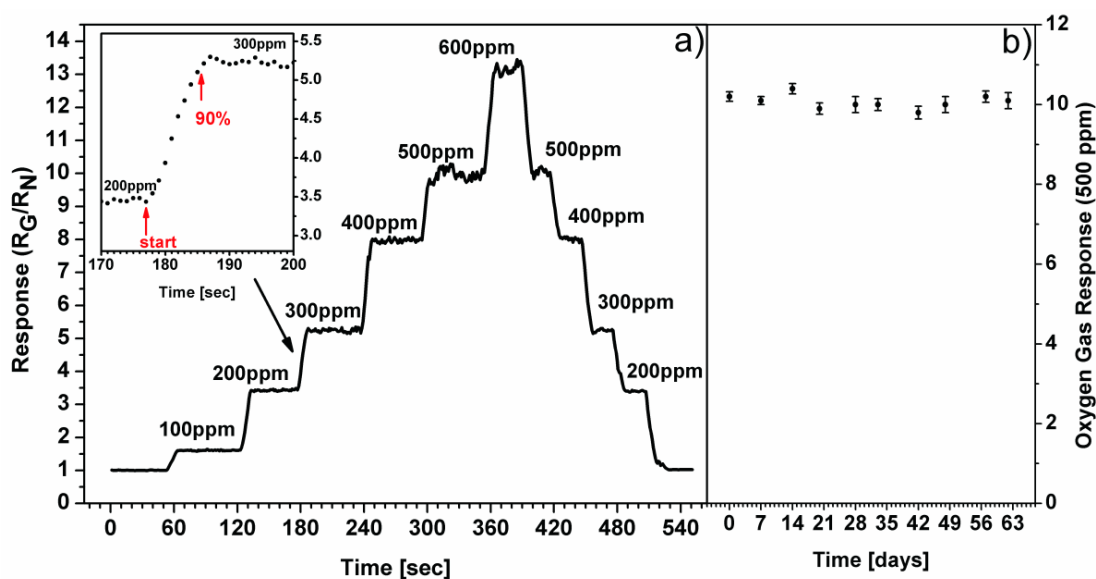 a)
Response (R_G/R_N)
14
13
12
11
10
9
8
7
6
5
4
3
2
1
0
100ppm
200ppm
300ppm
400ppm
500ppm
600ppm
500ppm
400ppm
300ppm
200ppm
0 60 120 180 240 300 360 420 480 540
Time [sec]
300ppm
90%
200ppm
start
5.5
5.0
4.5
4.0
3.5
3.0
170 180 190 200
Time [sec]
b)
12
10
8
6
4
2
0
Oxygen Gas Response (500 ppm)
0 7 14 21 28 35 42 49 56 63
Time [days]